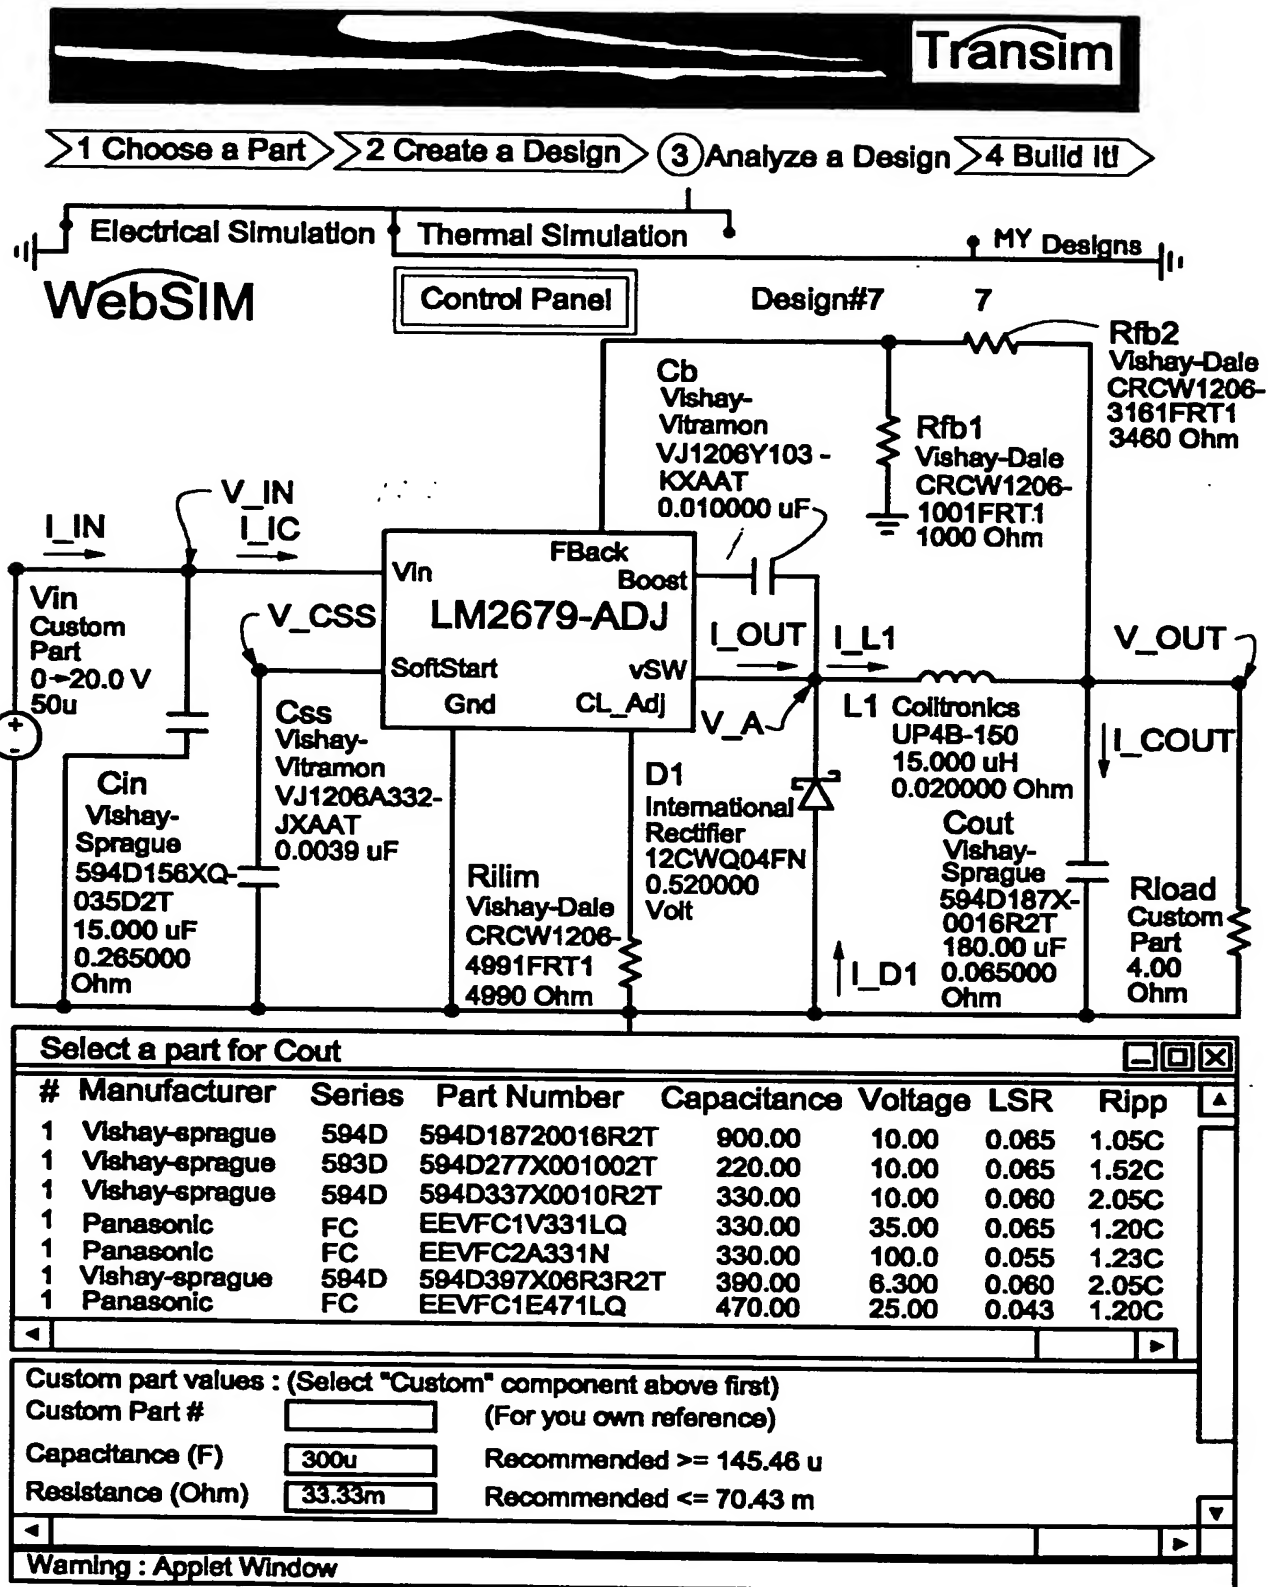 Transim
1 Choose a Part
2 Create a Design
3 Analyze a Design
4 Build It!
Electrical Simulation
Thermal Simulation
MY Designs
WebSIM
Control Panel
Design#7
7
Rfb2
Vishay-Dale
CRCW1206-
3161FRT1
3460 Ohm
Cb
Vishay-
Vitramon
VJ1206Y103 -
KXAAT
0.010000 uF
Rfb1
Vishay-Dale
CRCW1206-
1001FRT1
1000 Ohm
V_IN
I_IN
I_IC
Vin
Custom
Part
0→20.0 V
50u
+
-
V_CSS
Vin
FBack
Boost
LM2679-ADJ
SoftStart
vSW
Gnd
CL_Adj
I_OUT
I_L1
V_OUT
V_A
L1 Coiltronics
UP4B-150
15.000 uH
0.020000 Ohm
I_COUT
Css
Vishay-
Vitramon
VJ1206A332-
JXAAT
0.0039 uF
Cin
Vishay-
Sprague
594D156XQ-
035D2T
15.000 uF
0.265000
Ohm
D1
International
Rectifier
12CWQ04FN
0.520000
Volt
Rilim
Vishay-Dale
CRCW1206-
4991FRT1
4990 Ohm
I_D1
Cout
Vishay-
Sprague
594D187X-
0016R2T
180.00 uF
0.065000
Ohm
Rload
Custom
Part
4.00
Ohm
Select a part for Cout
# Manufacturer Series Part Number Capacitance Voltage LSR Ripp
1 Vishay-sprague 594D 594D18720016R2T 900.00 10.00 0.065 1.05C
1 Vishay-sprague 593D 594D277X001002T 220.00 10.00 0.065 1.52C
1 Vishay-sprague 594D 594D337X0010R2T 330.00 10.00 0.060 2.05C
1 Panasonic FC EEVFC1V331LQ 330.00 35.00 0.065 1.20C
1 Panasonic FC EEVFC2A331N 330.00 100.0 0.055 1.23C
1 Vishay-sprague 594D 594D397X06R3R2T 390.00 6.300 0.060 2.05C
1 Panasonic FC EEVFC1E471LQ 470.00 25.00 0.043 1.20C
Custom part values : (Select "Custom" component above first)
Custom Part # (For you own reference)
Capacitance (F) 300u Recommended >= 145.46 u
Resistance (Ohm) 33.33m Recommended <= 70.43 m
Warning : Applet Window